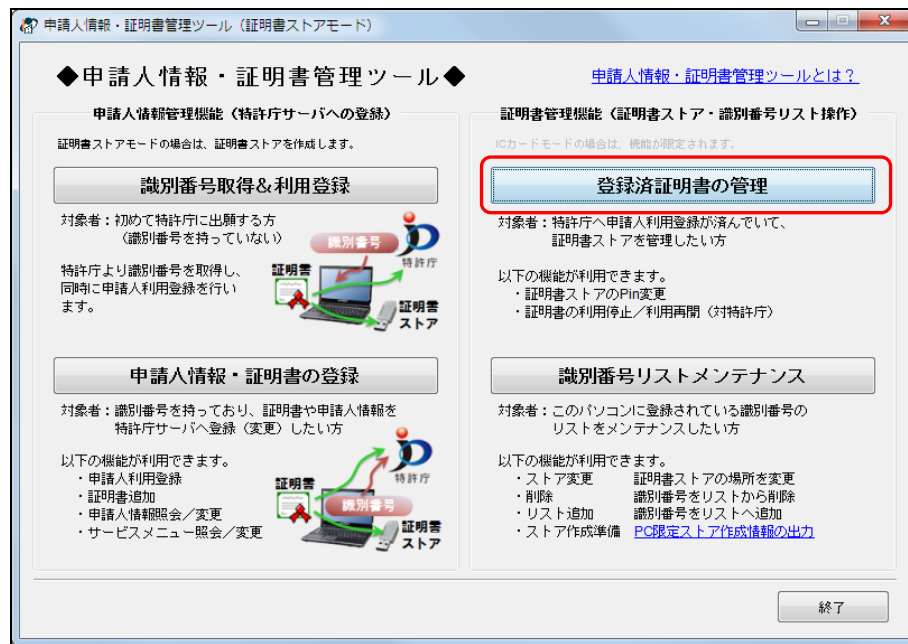 申請人情報・証明書管理ツール（証明書ストアモード）
◆申請人情報・証明書管理ツール◆
申請人情報・証明書管理ツールとは？
申請人情報管理機能（特許庁サーバへの登録）
証明書ストアモードの場合は、証明書ストアを作成します。
識別番号取得＆利用登録
対象者：初めて特許庁に出願する方
（識別番号を持っていない）
特許庁より識別番号を取得し、
同時に申請人利用登録を行い
ます。
識別番号
特許庁
証明書
証明書
ストア
申請人情報・証明書の登録
対象者：識別番号を持っており、証明書や申請人情報を
特許庁サーバへ登録（変更）したい方
以下の機能が利用できます。
・申請人利用登録
・証明書追加
・申請人情報照会／変更
・サービスメニュー照会／変更
特許庁
証明書
識別番号
証明書
ストア
証明書管理機能（証明書ストア・識別番号リスト操作）
ICカードモードの場合は、機能が限定されます。
登録済証明書の管理
対象者：特許庁へ申請人利用登録が済んでいて、
証明書ストアを管理したい方
以下の機能が利用できます。
・証明書ストアのPin変更
・証明書の利用停止／利用再開（対特許庁）
識別番号リストメンテナンス
対象者：このパソコンに登録されている識別番号の
リストをメンテナンスしたい方
以下の機能が利用できます。
・ストア変更 証明書ストアの場所を変更
・削除 識別番号をリストから削除
・リスト追加 識別番号をリストへ追加
・ストア作成準備 PC限定ストア作成情報の出力
終了